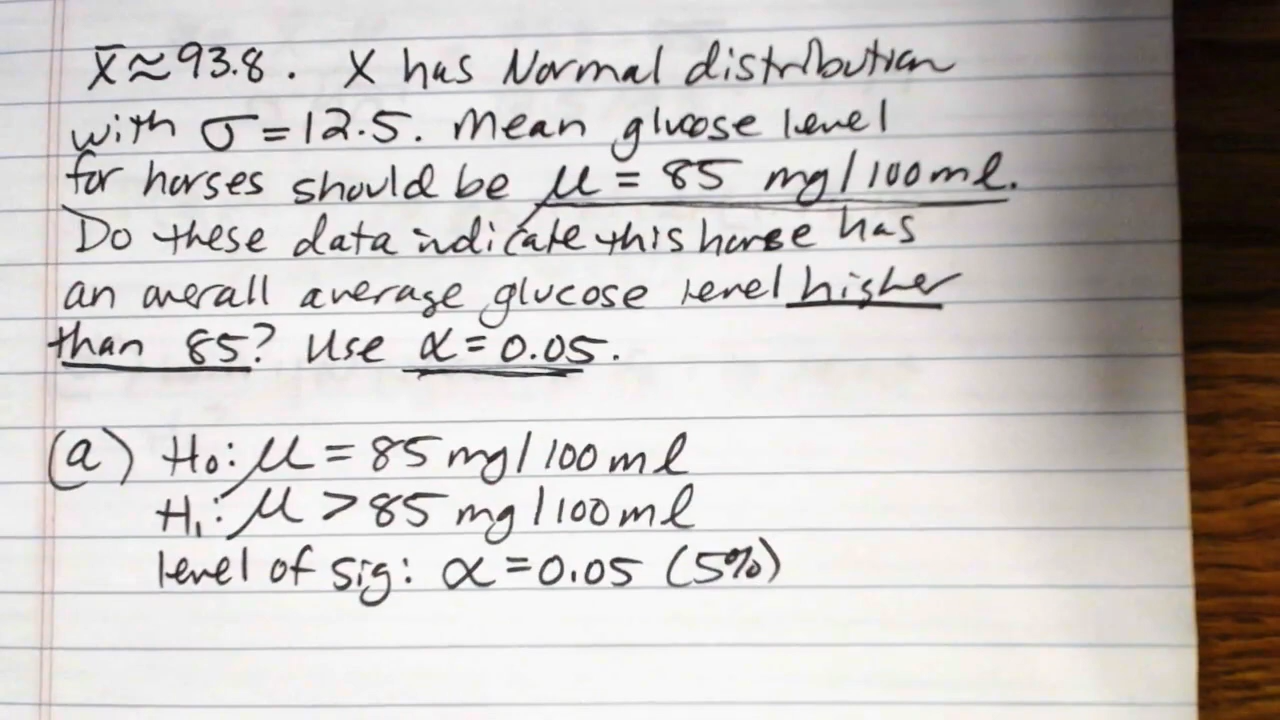 x̄≈93.8. X has Normal distribution
with σ=12.5. Mean glucose level
for horses should be μ = 85 mg/100ml.
Do these data indicate this horse has
an overall average glucose level higher
than 85? Use α=0.05.
(a) H₀: μ = 85 mg/100ml
H₁: μ > 85 mg/100ml
level of sig: α=0.05 (5%)